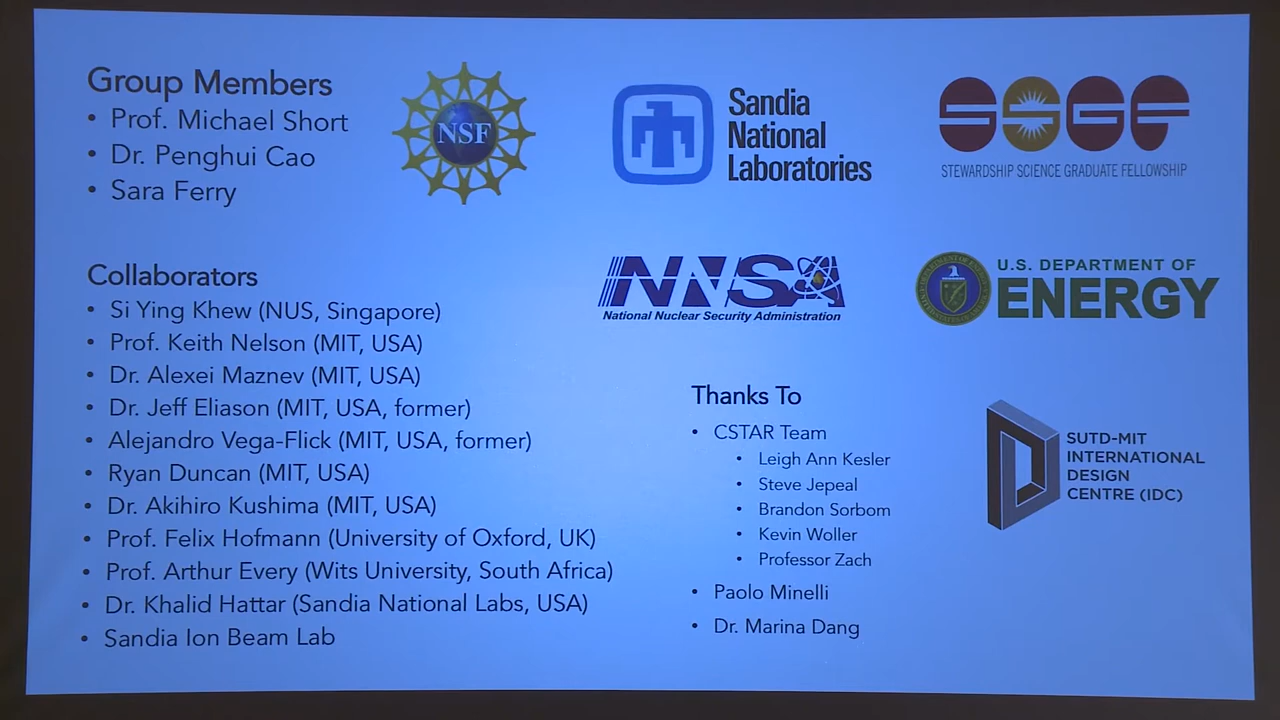 Group Members
• Prof. Michael Short
• Dr. Penghui Cao
• Sara Ferry
NSF
Sandia
National
Laboratories
SSGF
STEWARDSHIP SCIENCE GRADUATE FELLOWSHIP
Collaborators
• Si Ying Khew (NUS, Singapore)
• Prof. Keith Nelson (MIT, USA)
• Dr. Alexei Maznev (MIT, USA)
• Dr. Jeff Eliason (MIT, USA, former)
• Alejandro Vega-Flick (MIT, USA, former)
• Ryan Duncan (MIT, USA)
• Dr. Akihiro Kushima (MIT, USA)
• Prof. Felix Hofmann (University of Oxford, UK)
• Prof. Arthur Every (Wits University, South Africa)
• Dr. Khalid Hattar (Sandia National Labs, USA)
• Sandia Ion Beam Lab
NNSA
National Nuclear Security Administration
U.S. DEPARTMENT OF
ENERGY
Thanks To
• CSTAR Team
• Leigh Ann Kesler
• Steve Jepeal
• Brandon Sorbom
• Kevin Woller
• Professor Zach
• Paolo Minelli
• Dr. Marina Dang
SUTD-MIT
INTERNATIONAL
DESIGN
CENTRE (IDC)